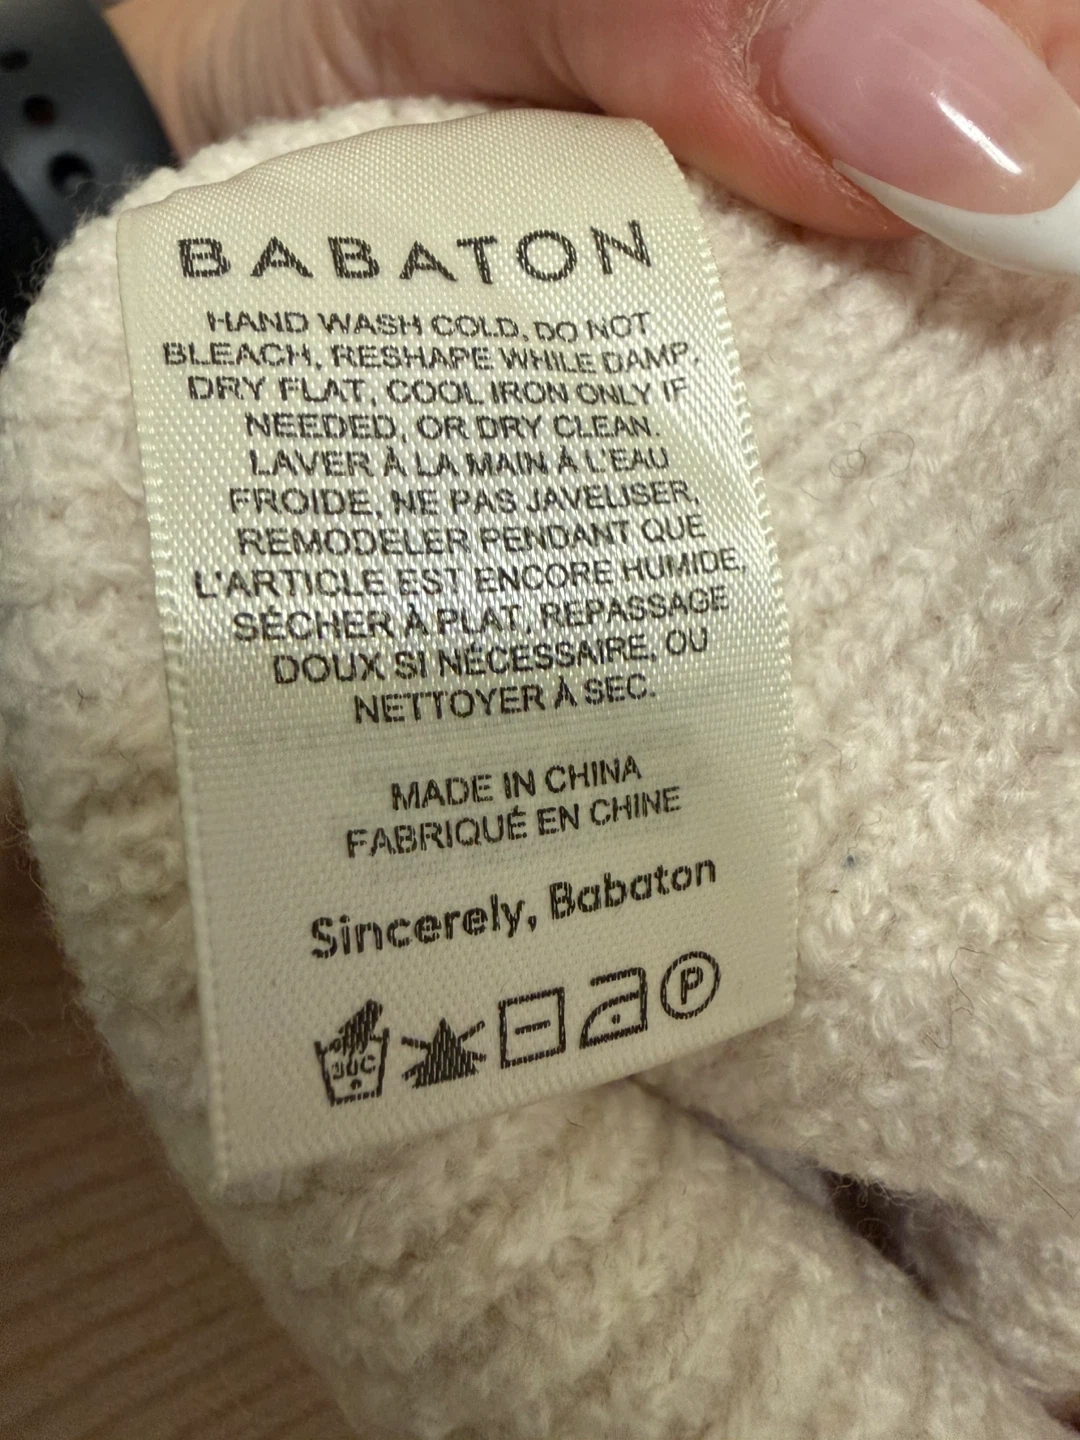 BABATON
HAND WASH COLD, DO NOT
BLEACH, RESHAPE WHILE DAMP,
DRY FLAT, COOL IRON ONLY IF
NEEDED, OR DRY CLEAN.
LAVER À LA MAIN À L'EAU
FROIDE, NE PAS JAVELISER,
REMODELER PENDANT QUE
L'ARTICLE EST ENCORE HUMIDE,
SÉCHER À PLAT, REPASSAGE
DOUX SI NÉCESSAIRE, OU
NETTOYER À SEC.
MADE IN CHINA
FABRIQUÉ EN CHINE
Sincerely, Babaton
30C P